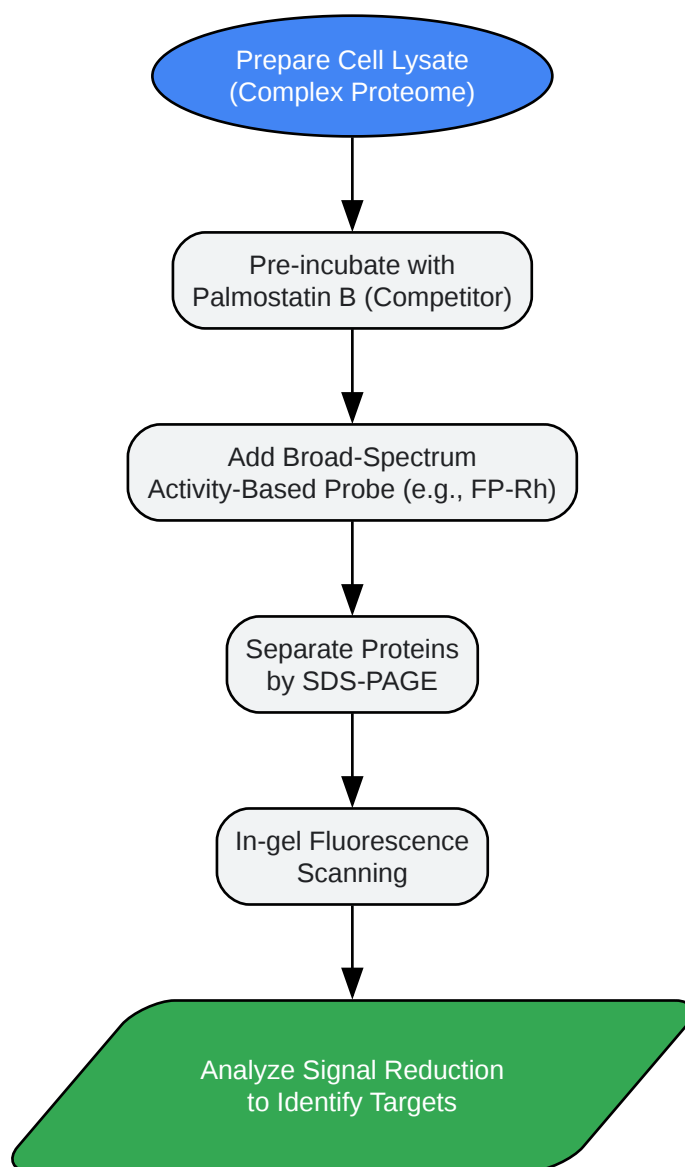 Prepare Cell Lysate
(Complex Proteome)
Pre-incubate with
Palmostatin B (Competitor)
Add Broad-Spectrum
Activity-Based Probe (e.g., FP-Rh)
Separate Proteins
by SDS-PAGE
In-gel Fluorescence
Scanning
Analyze Signal Reduction
to Identify Targets